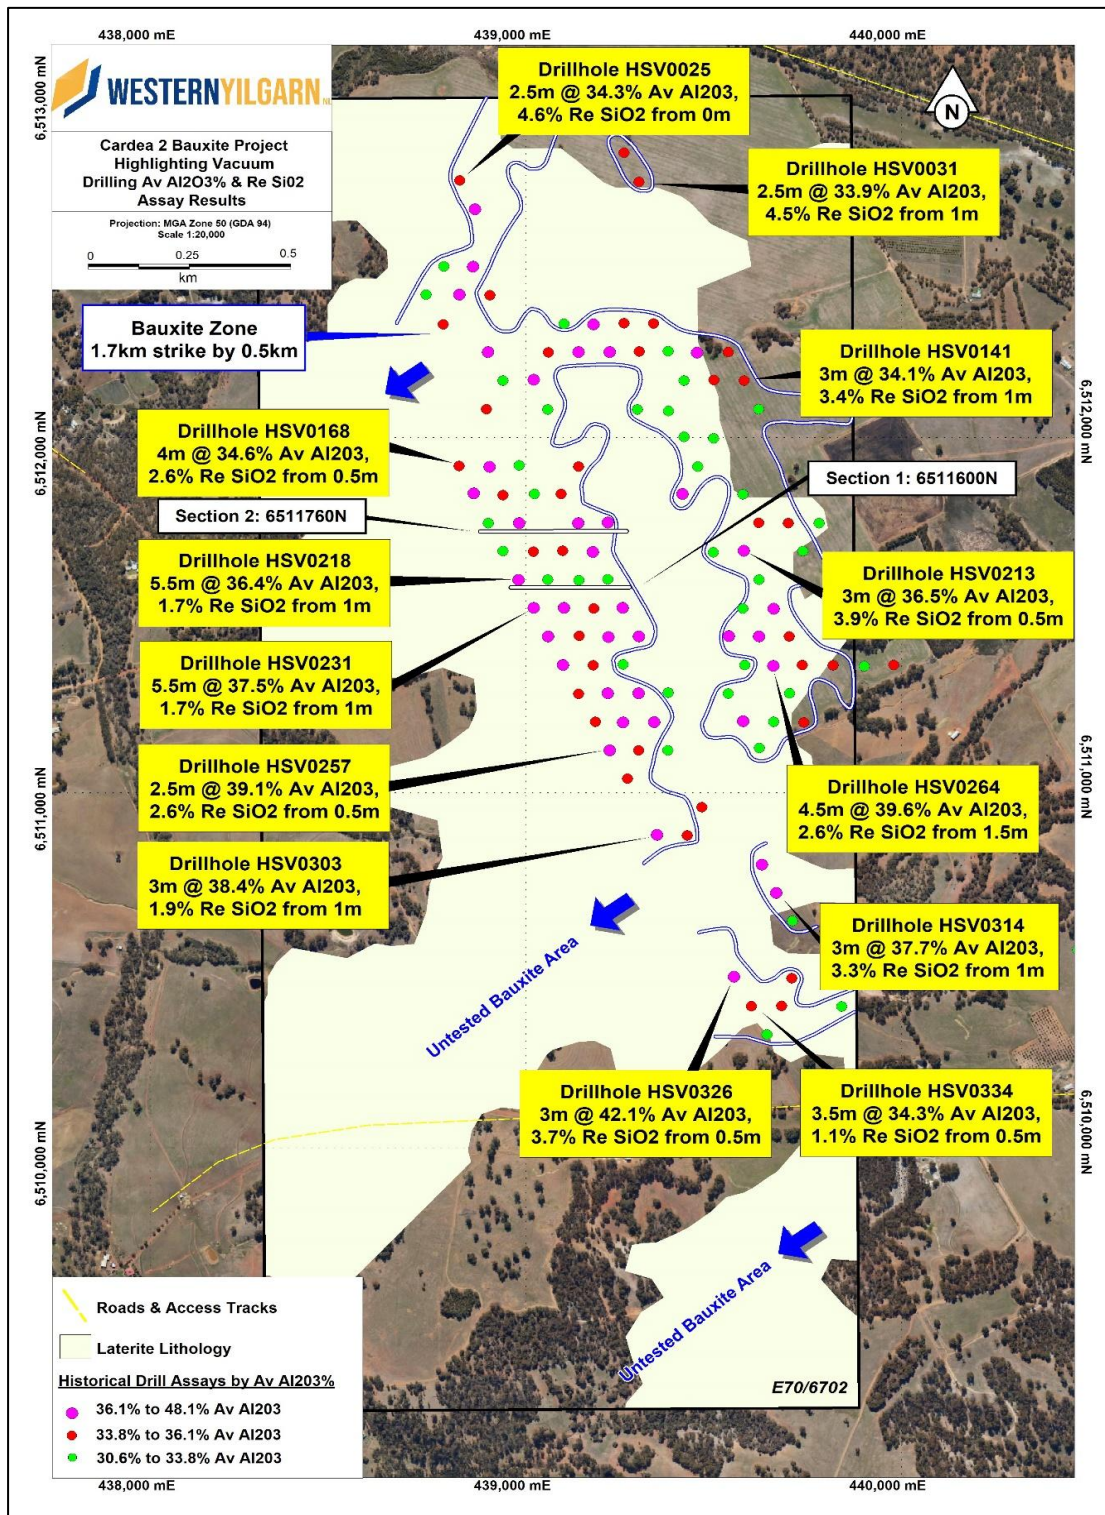 438,000 mE
439,000 mE
440,000 mE
6,513,000 mN
WESTERNYILGARN
Cardea 2 Bauxite Project
Highlighting Vacuum
Drilling Av Al2O3% & Re Si02
Assay Results
Projection: MGA Zone 50 (GDA 94)
Scale 1:20,000
0 0.25 0.5
km
Drillhole HSV0025
2.5m @ 34.3% Av Al203,
4.6% Re SiO2 from 0m
N
Drillhole HSV0031
2.5m @ 33.9% Av Al203,
4.5% Re SiO2 from 1m
Bauxite Zone
1.7km strike by 0.5km
Drillhole HSV0141
3m @ 34.1% Av Al203,
3.4% Re SiO2 from 1m
6,512,000 mN
6,512,000 mN
Drillhole HSV0168
4m @ 34.6% Av Al203,
2.6% Re SiO2 from 0.5m
Section 1: 6511600N
Section 2: 6511760N
Drillhole HSV0218
5.5m @ 36.4% Av Al203,
1.7% Re SiO2 from 1m
Drillhole HSV0213
3m @ 36.5% Av Al203,
3.9% Re SiO2 from 0.5m
Drillhole HSV0231
5.5m @ 37.5% Av Al203,
1.7% Re SiO2 from 1m
Drillhole HSV0257
2.5m @ 39.1% Av Al203,
2.6% Re SiO2 from 0.5m
Drillhole HSV0264
4.5m @ 39.6% Av Al203,
2.6% Re SiO2 from 1.5m
6,511,000 mN
6,511,000 mN
Drillhole HSV0303
3m @ 38.4% Av Al203,
1.9% Re SiO2 from 1m
Drillhole HSV0314
3m @ 37.7% Av Al203,
3.3% Re SiO2 from 1m
Untested Bauxite Area
Drillhole HSV0326
3m @ 42.1% Av Al203,
3.7% Re SiO2 from 0.5m
Drillhole HSV0334
3.5m @ 34.3% Av Al203,
1.1% Re SiO2 from 0.5m
6,510,000 mN
6,510,000 mN
Untested Bauxite Area
E70/6702
Roads & Access Tracks
Laterite Lithology
Historical Drill Assays by Av Al203%
36.1% to 48.1% Av Al203
33.8% to 36.1% Av Al203
30.6% to 33.8% Av Al203
438,000 mE
439,000 mE
440,000 mE